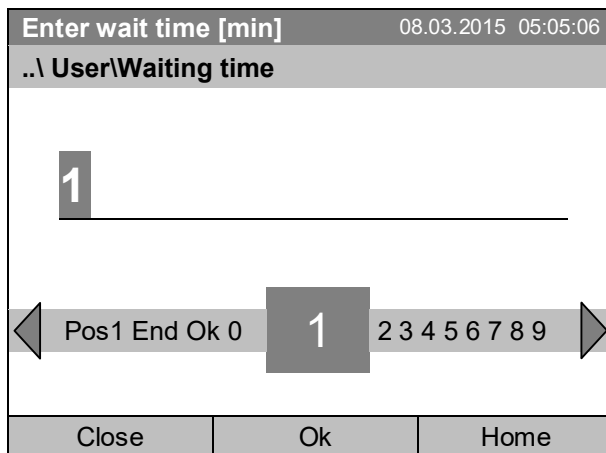 Enter wait time [min] 08.03.2015 05:05:06
..\ User\Waiting time
1
Pos1 End Ok 0 1 2 3 4 5 6 7 8 9
Close Ok Home